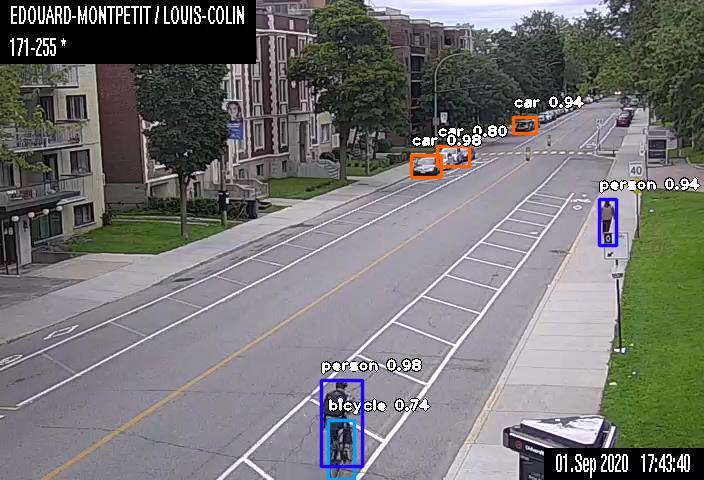 EDOUARD-MONTPETIT / LOUIS-COLIN
171-255 *
car 0.94
car 0.80
car 0.98
40
person 0.94
person 0.98
bicycle 0.74
01.Sep 2020 17:43:40